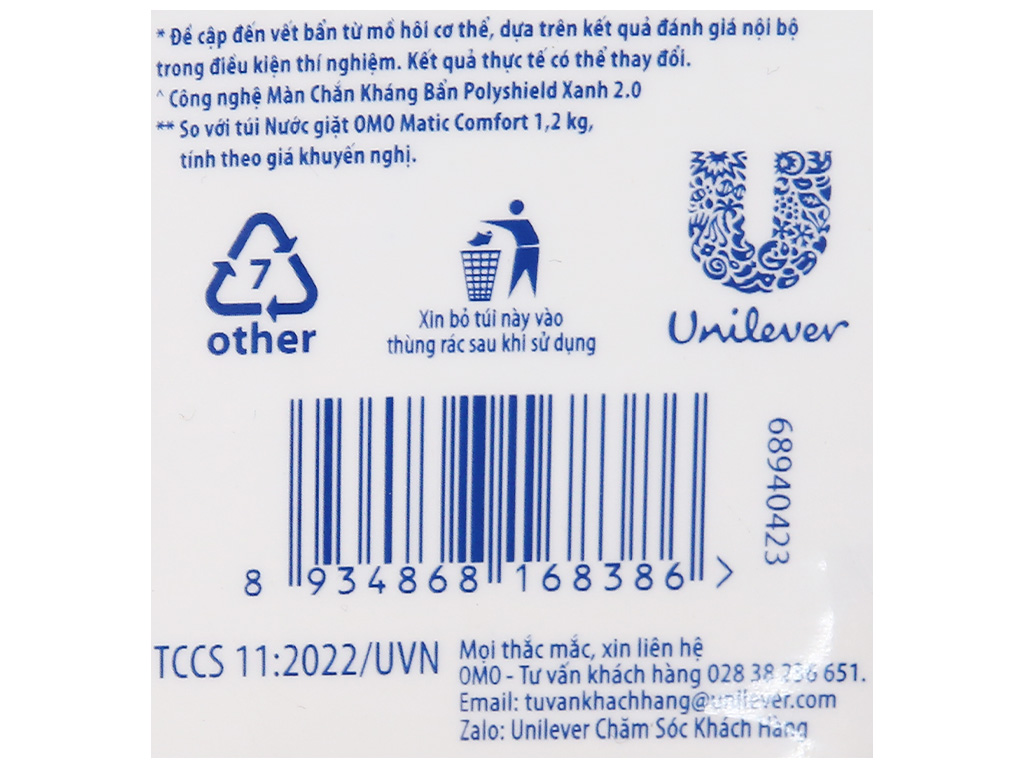 * Đề cập đến vết bẩn từ mồ hôi cơ thể, dựa trên kết quả đánh giá nội bộ
trong điều kiện thí nghiệm. Kết quả thực tế có thể thay đổi.
^ Công nghệ Màn Chắn Kháng Bẩn Polyshield Xanh 2.0
** So với túi Nước giặt OMO Matic Comfort 1,2 kg,
tính theo giá khuyến nghị.
7
other
Xin bỏ túi này vào
thùng rác sau khi sử dụng
Unilever
68940423
8 934868 168386 >
TCCS 11:2022/UVN
Mọi thắc mắc, xin liên hệ
OMO - Tư vấn khách hàng 028 38 236 651.
Email: tuvankhachhang@unilever.com
Zalo: Unilever Chăm Sóc Khách Hàng